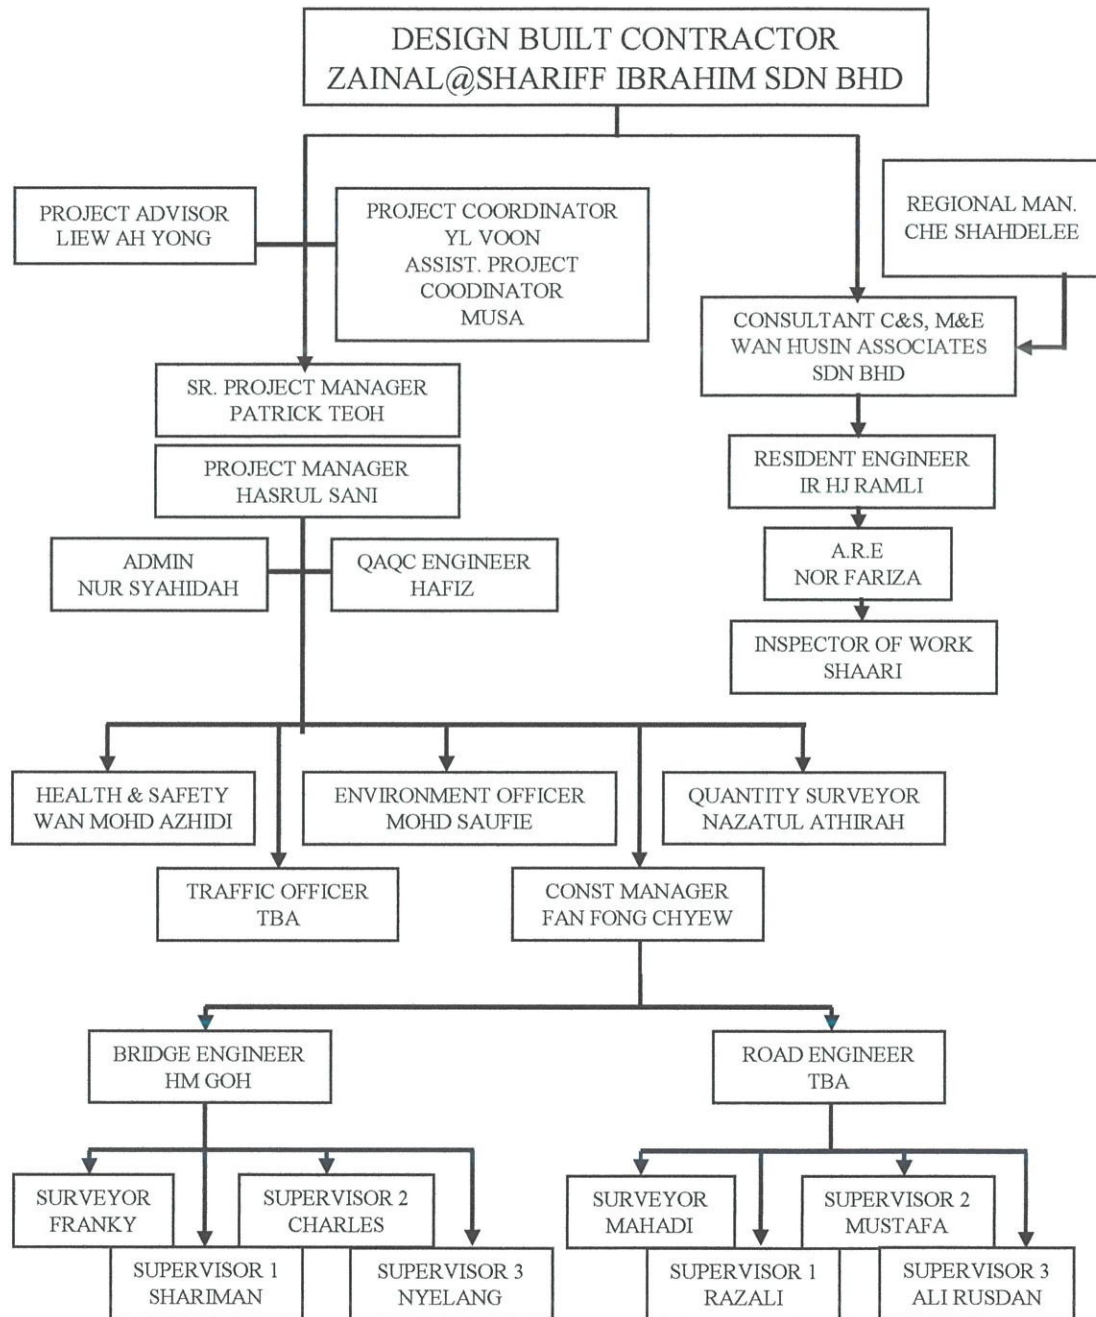 DESIGN BUILT CONTRACTOR
ZAINAL@SHARIFF IBRAHIM SDN BHD
PROJECT ADVISOR
LIEW AH YONG
PROJECT COORDINATOR
YL VOON
ASSIST. PROJECT
COODINATOR
MUSA
REGIONAL MAN.
CHE SHAHDELEE
CONSULTANT C&S, M&E
WAN HUSIN ASSOCIATES
SDN BHD
SR. PROJECT MANAGER
PATRICK TEOH
PROJECT MANAGER
HASRUL SANI
RESIDENT ENGINEER
IR HJ RAMLI
ADMIN
NUR SYAHIDAH
QAQC ENGINEER
HAFIZ
A.R.E
NOR FARIZA
INSPECTOR OF WORK
SHAARI
HEALTH & SAFETY
WAN MOHD AZHIDI
ENVIRONMENT OFFICER
MOHD SAUFIE
QUANTITY SURVEYOR
NAZATUL ATHIRAH
TRAFFIC OFFICER
TBA
CONST MANAGER
FAN FONG CHYEW
BRIDGE ENGINEER
HM GOH
ROAD ENGINEER
TBA
SURVEYOR
FRANKY
SUPERVISOR 2
CHARLES
SURVEYOR
MAHADI
SUPERVISOR 2
MUSTAFA
SUPERVISOR 1
SHARIMAN
SUPERVISOR 3
NYELANG
SUPERVISOR 1
RAZALI
SUPERVISOR 3
ALI RUSDAN